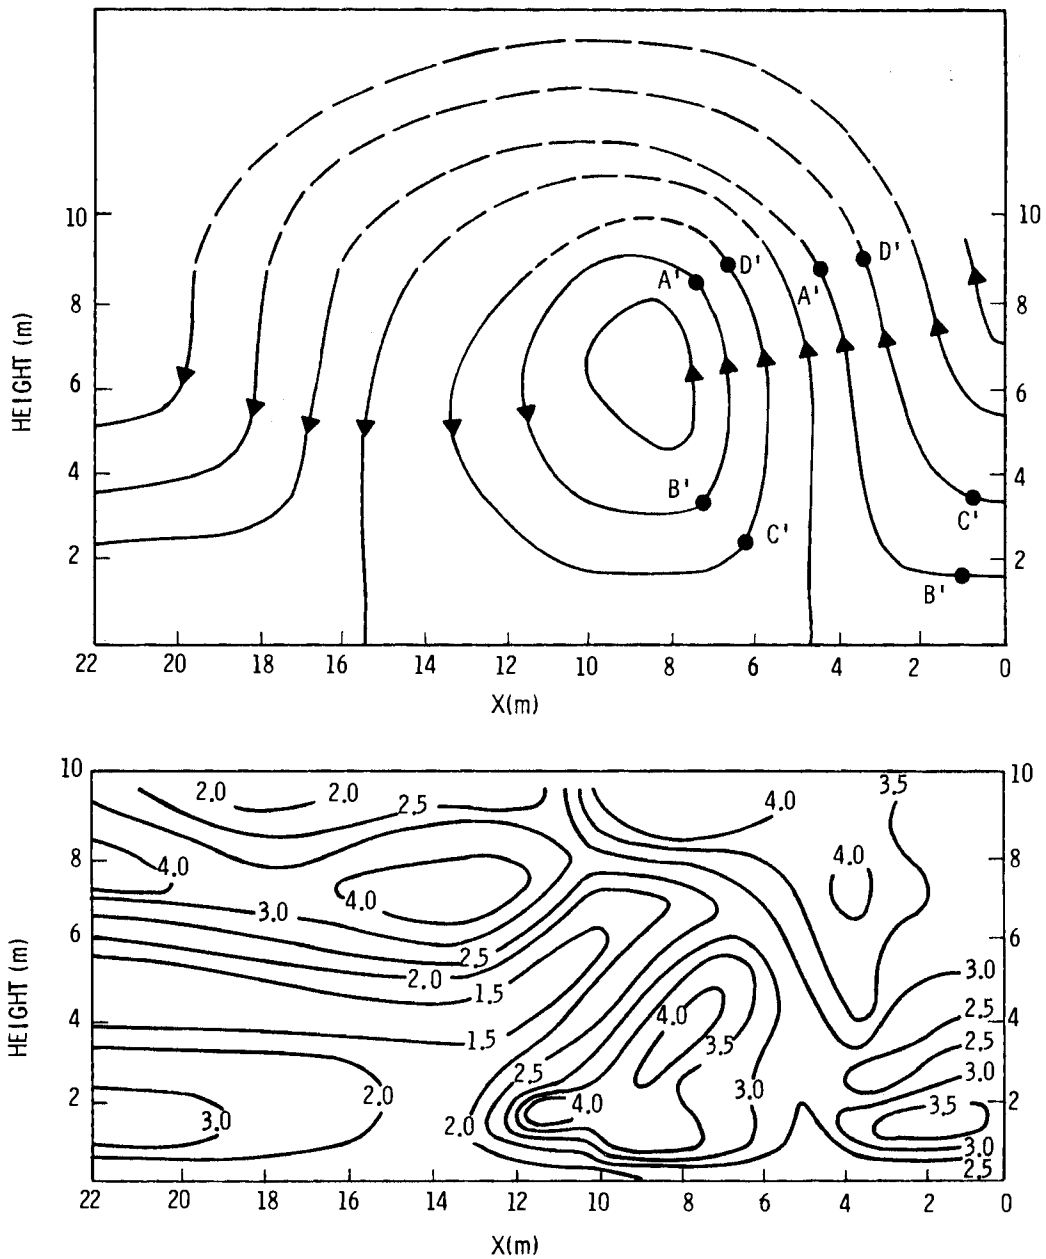 10 10
D' D'
A' A'
8 8
HEIGHT (m)
6 6
4 4
B'
C' C'
2 2
B'
22 20 18 16 14 12 10 8 6 4 2 0
X(m)
10 10
2.0 2.0 2.5 4.0 3.5
8 4.0 4.0 8
4.0
3.0
6 6
2.5
2.0 3.0
1.5 2.5
HEIGHT (m)
4 4.0 4
1.5 3.5 2.5
2.5 3.0
2 2.0 4.0 3.0 3.5 2
3.0 2.0 3.0
2.5
22 20 18 16 14 12 10 8 6 4 2 0
X(m)